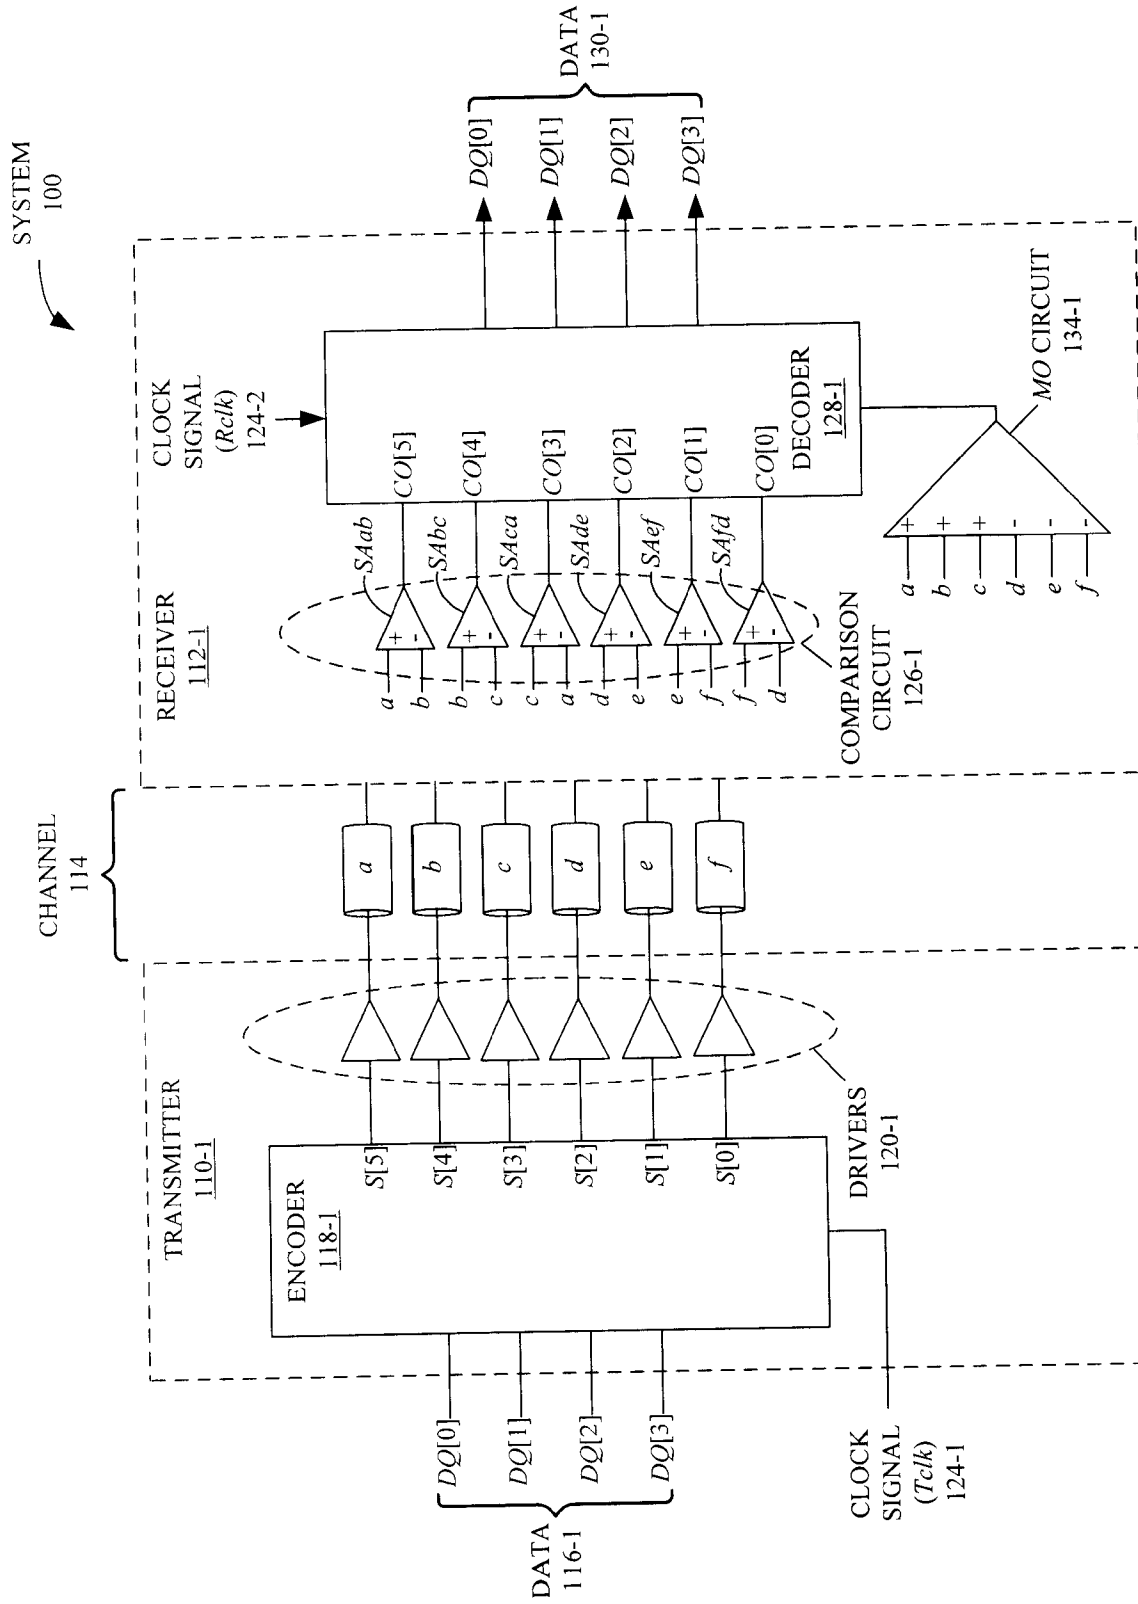 SYSTEM
100
CHANNEL
114
TRANSMITTER
110-1
RECEIVER
112-1
DATA
116-1
DQ[0]
DQ[1]
DQ[2]
DQ[3]
ENCODER
118-1
S[5]
S[4]
S[3]
S[2]
S[1]
S[0]
CLOCK
SIGNAL
(Tclk)
124-1
DRIVERS
120-1
a
b
c
d
e
f
a
b
b
c
c
a
d
e
e
f
f
d
+
-
+
-
+
-
+
-
+
-
+
-
SAab
SAbc
SAca
SAde
SAef
SAfd
COMPARISON
CIRCUIT
126-1
CLOCK
SIGNAL
(Rclk)
124-2
CO[5]
CO[4]
CO[3]
CO[2]
CO[1]
CO[0]
DECODER
128-1
a +
b +
c +
d -
e -
f -
MO CIRCUIT
134-1
DQ[0]
DQ[1]
DQ[2]
DQ[3]
DATA
130-1